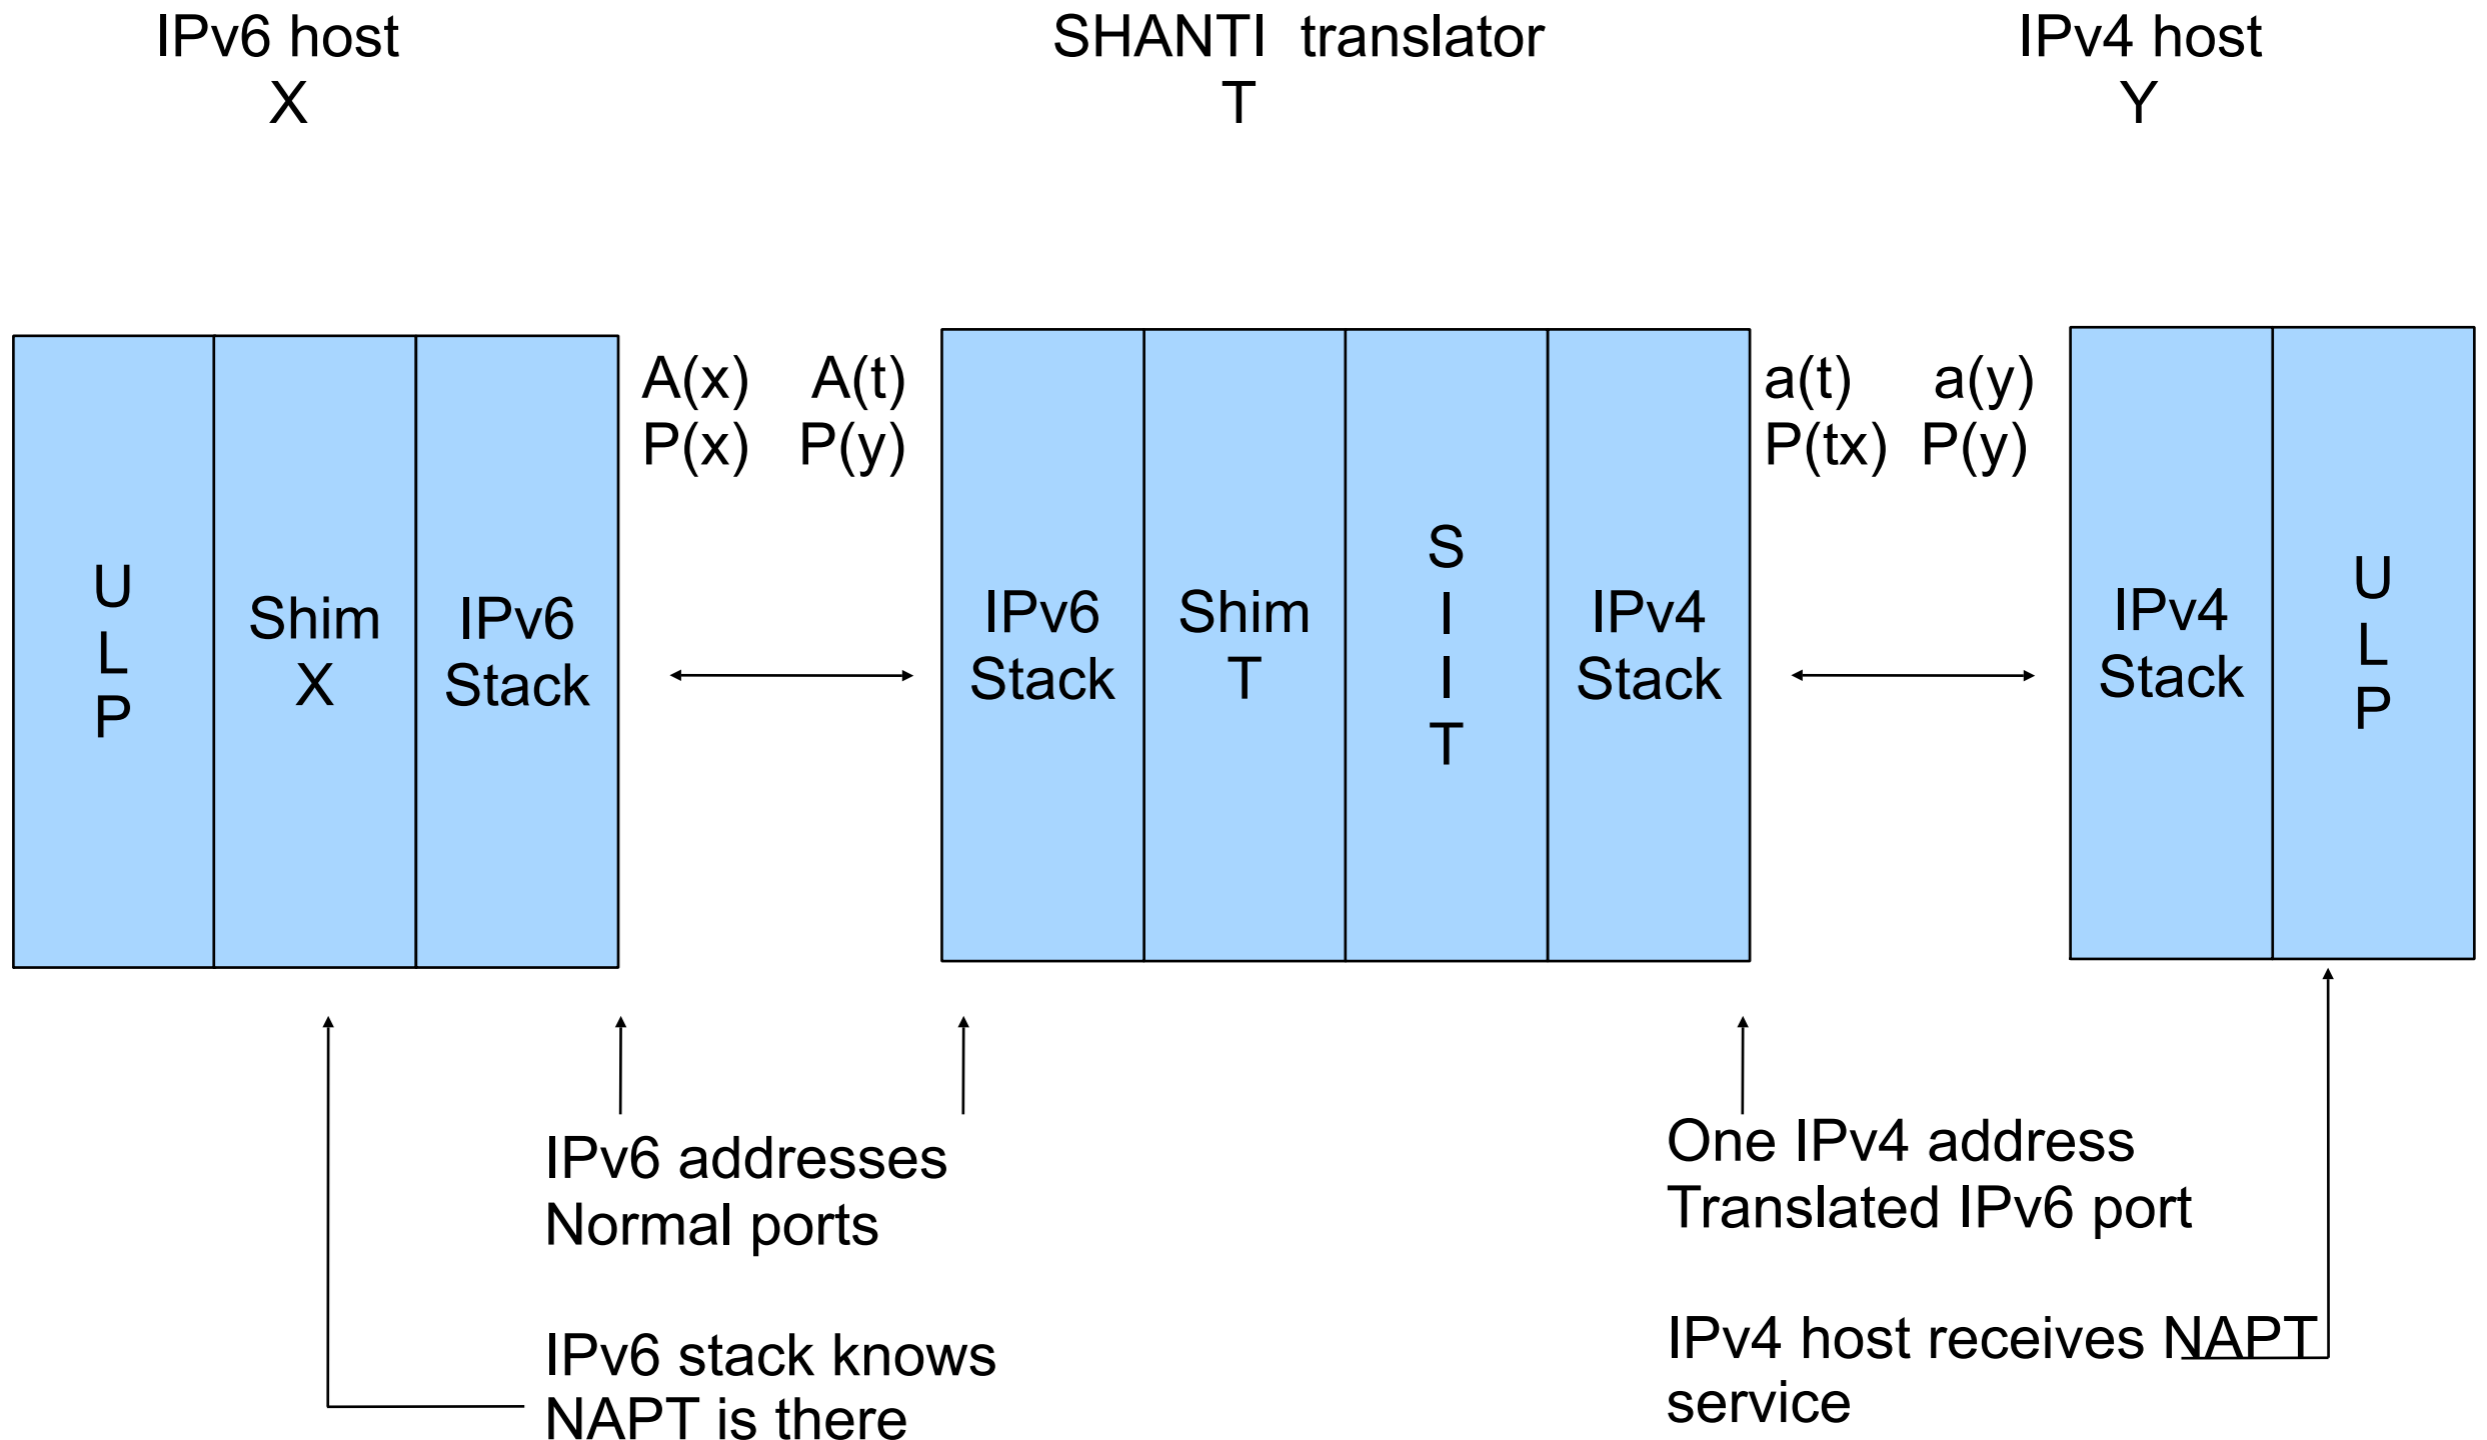 IPv6 host
X
SHANTI  translator
T
IPv4 host
Y
A(x) A(t)
P(x) P(y)
a(t) a(y)
P(tx) P(y)
U
L
P
Shim
X
IPv6
Stack
IPv6
Stack
Shim
T
S
I
I
T
IPv4
Stack
IPv4
Stack
U
L
P
IPv6 addresses
Normal ports
IPv6 stack knows
NAPT is there
One IPv4 address
Translated IPv6 port
IPv4 host receives NAPT
service